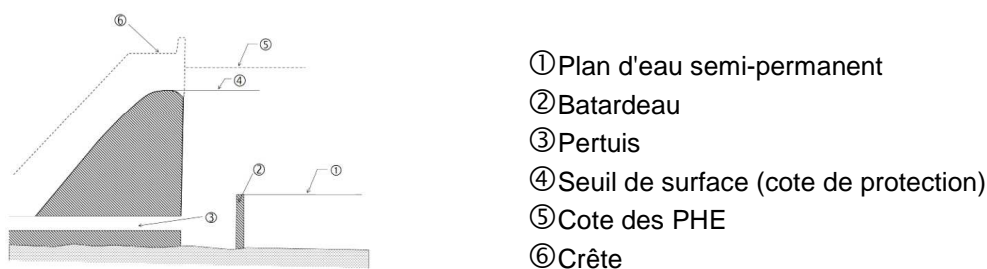 ⑥
⑤
④
②
①
③
①Plan d'eau semi-permanent
②Batardeau
③Pertuis
④Seuil de surface (cote de protection)
⑤Cote des PHE
⑥Crête